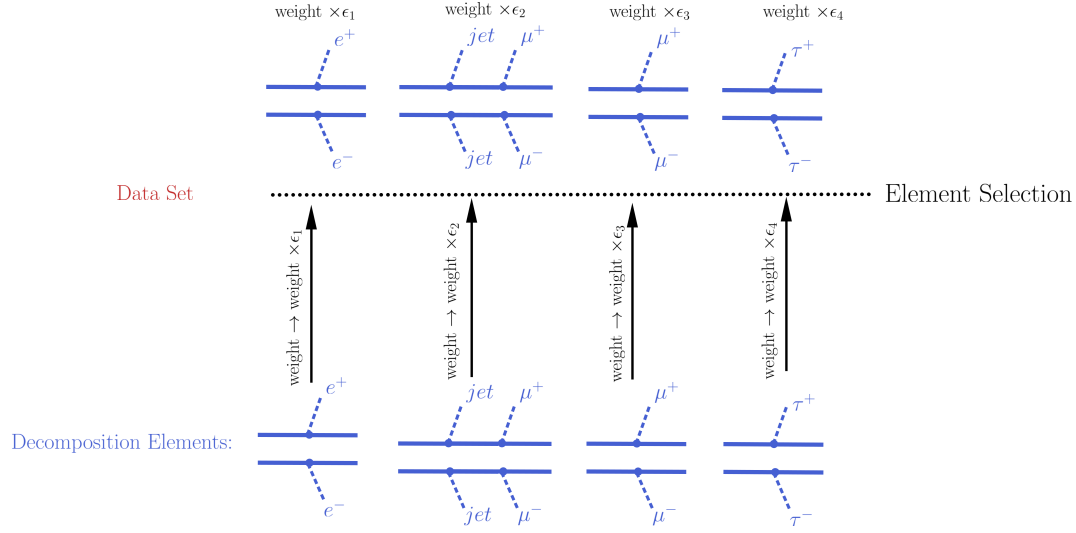 weight ×ϵ₁ weight ×ϵ₂ weight ×ϵ₃ weight ×ϵ₄
e⁺ jet μ⁺ μ⁺ τ⁺
e⁻ jet μ⁻ μ⁻ τ⁻
Data Set Element Selection
weight → weight ×ϵ₁
weight → weight ×ϵ₂
weight → weight ×ϵ₃
weight → weight ×ϵ₄
e⁺ jet μ⁺ μ⁺ τ⁺
Decomposition Elements:
e⁻ jet μ⁻ μ⁻ τ⁻